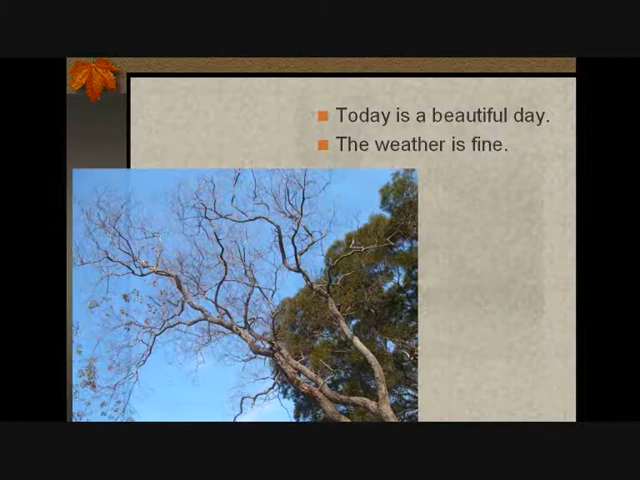 Today is a beautiful day.
The weather is fine.